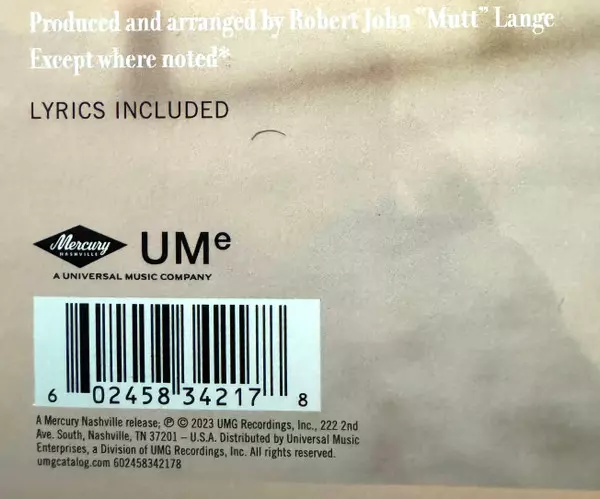 Produced and arranged by Robert John "Mutt" Lange
Except where noted*
LYRICS INCLUDED
Mercury
NASHVILLE
UMe
A UNIVERSAL MUSIC COMPANY
6 02458 34217 8
A Mercury Nashville release; ℗ © 2023 UMG Recordings, Inc., 222 2nd
Ave. South, Nashville, TN 37201 – U.S.A. Distributed by Universal Music
Enterprises, a Division of UMG Recordings, Inc. All rights reserved.
umgcatalog.com 602458342178